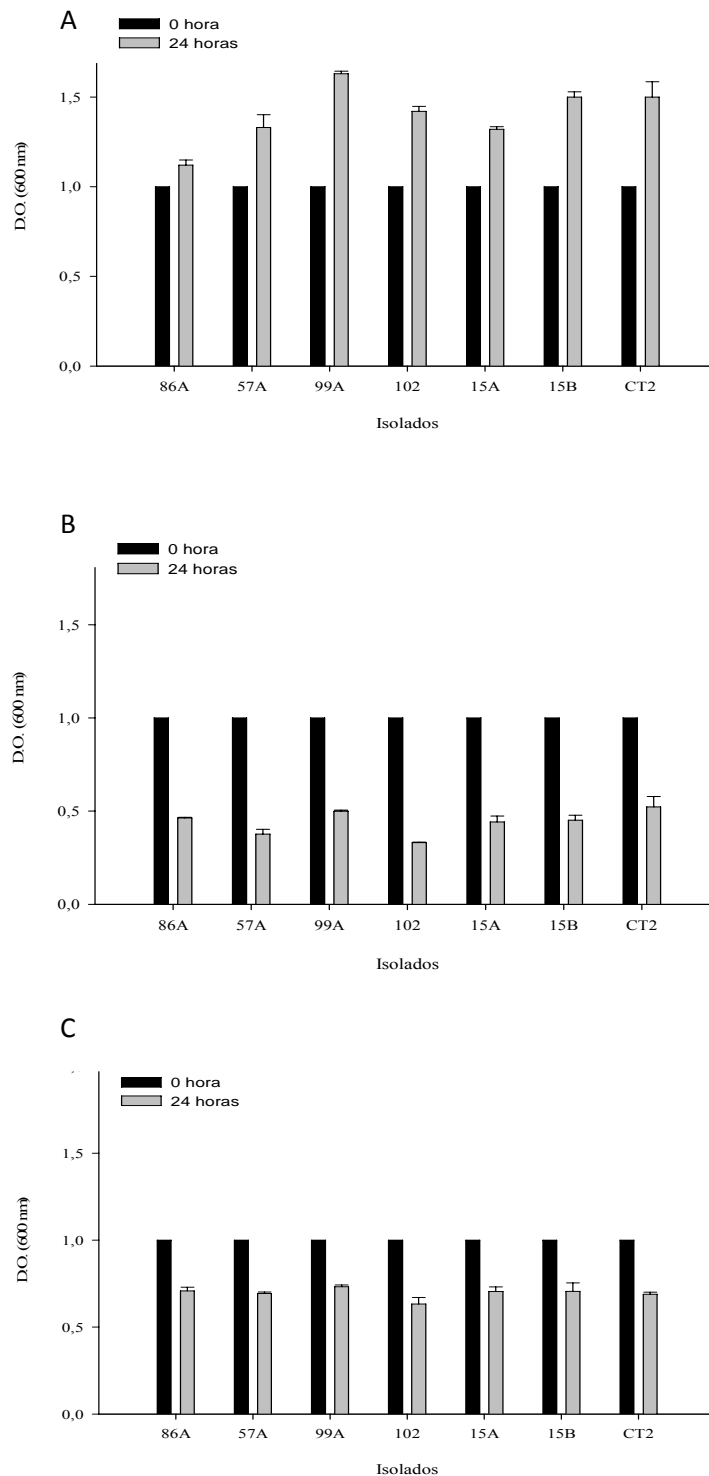 A
0 hora
24 horas
1,5
1,0
0,5
0,0
D.O. (600 nm)
86A 57A 99A 102 15A 15B CT2
Isolados
B
0 hora
24 horas
1,5
1,0
0,5
0,0
D.O. (600 nm)
86A 57A 99A 102 15A 15B CT2
Isolados
C
0 hora
24 horas
1,5
1,0
0,5
0,0
D.O. (600 nm)
86A 57A 99A 102 15A 15B CT2
Isolados